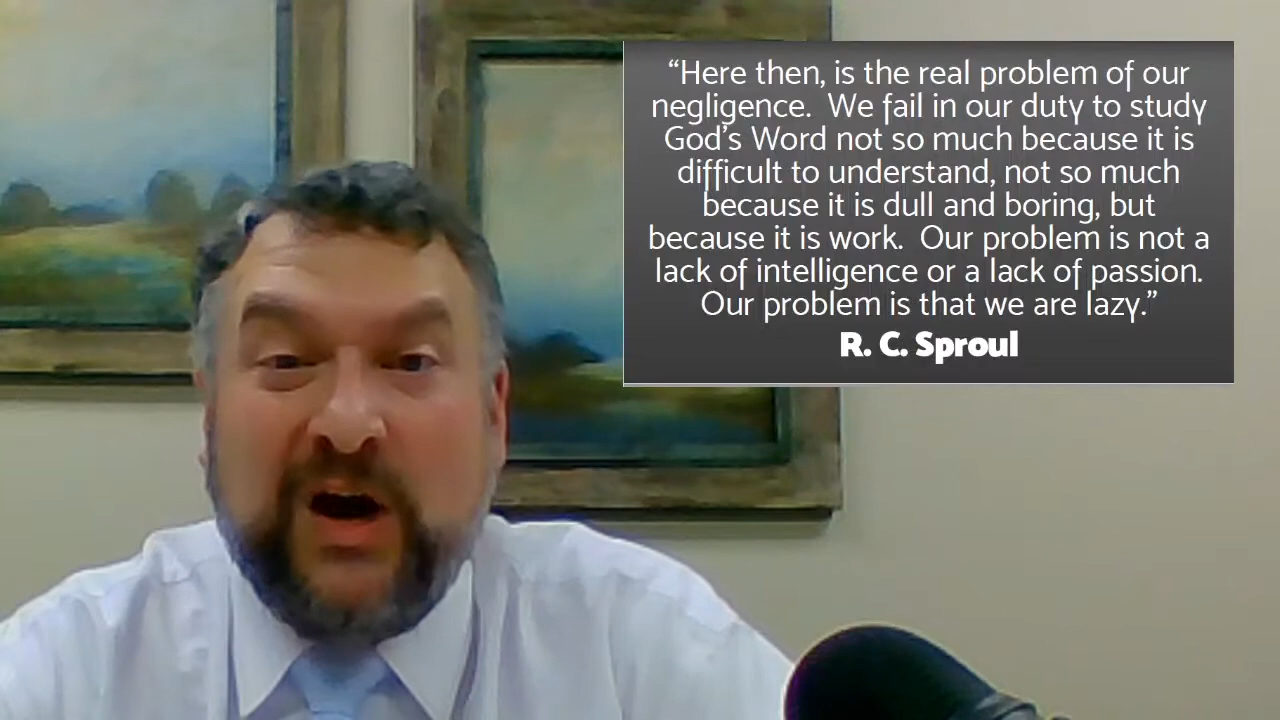 “Here then, is the real problem of our
negligence.  We fail in our duty to study
God’s Word not so much because it is
difficult to understand, not so much
because it is dull and boring, but
because it is work.  Our problem is not a
lack of intelligence or a lack of passion.
Our problem is that we are lazy.”
R. C. Sproul